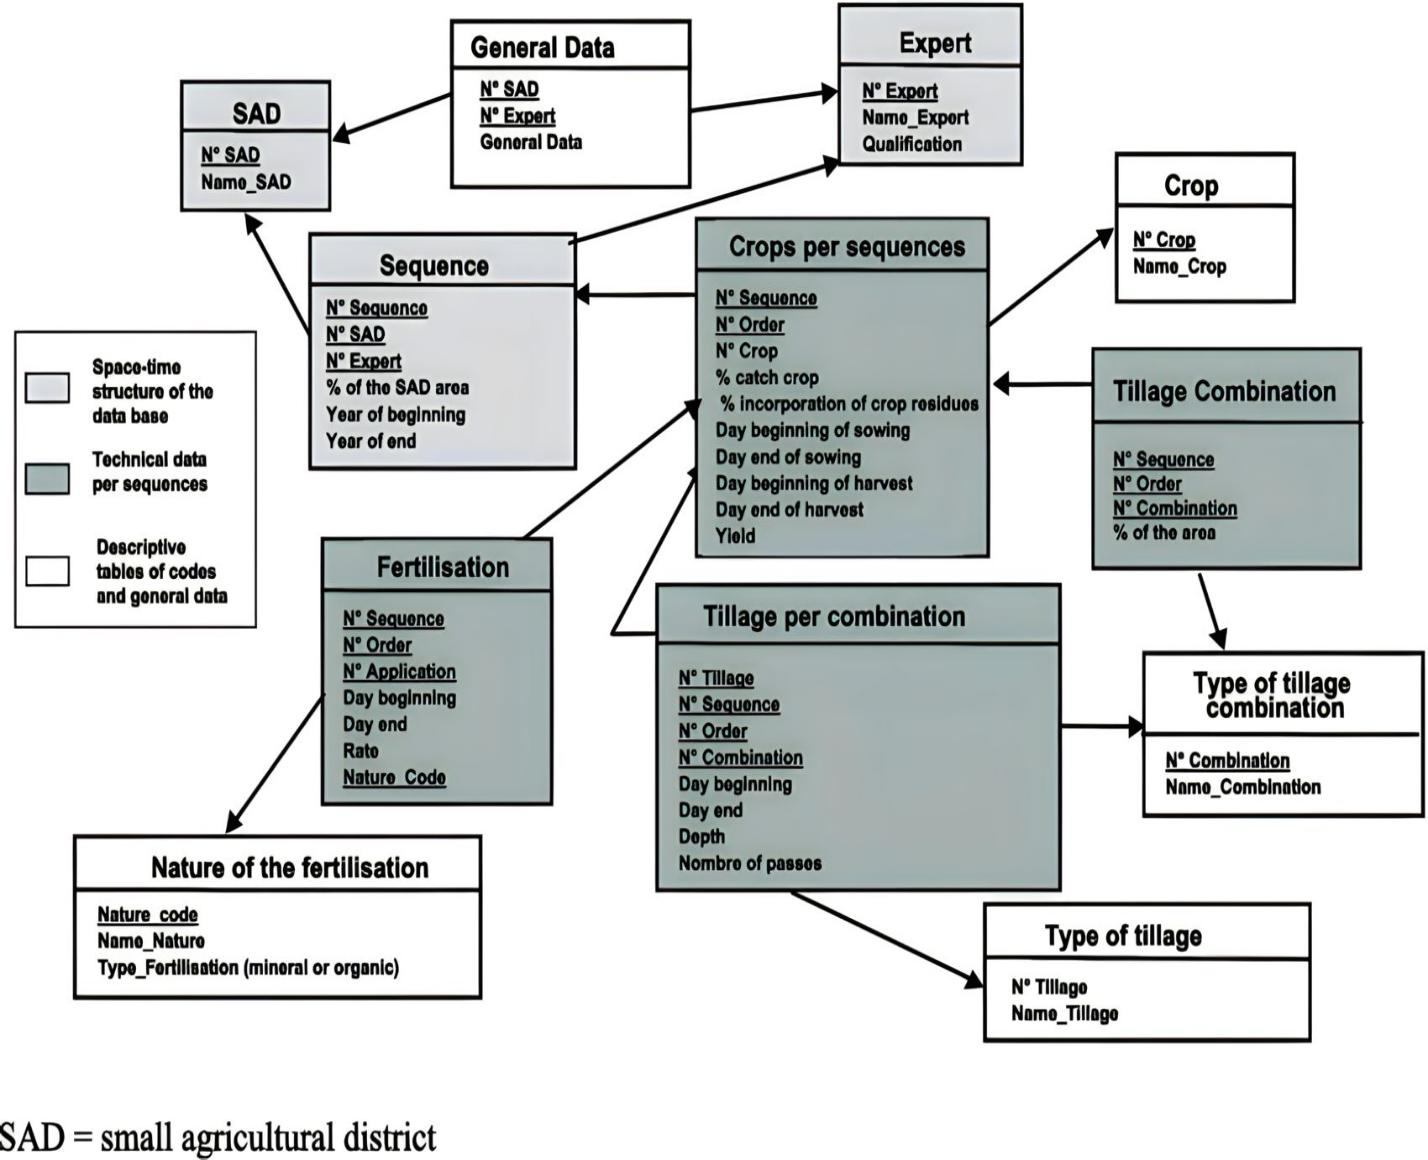 General Data
N° SAD
N° Expert
General Data
Expert
N° Expert
Name_Expert
Qualification
SAD
N° SAD
Name_SAD
Crop
N° Crop
Name_Crop
Sequence
N° Sequence
N° SAD
N° Expert
% of the SAD area
Year of beginning
Year of end
Crops per sequences
N° Sequence
N° Order
N° Crop
% catch crop
% incorporation of crop residues
Day beginning of sowing
Day end of sowing
Day beginning of harvest
Day end of harvest
Yield
Space-time
structure of the
data base
Technical data
per sequences
Descriptive
tables of codes
and general data
Tillage Combination
N° Sequence
N° Order
N° Combination
% of the area
Fertilisation
N° Sequence
N° Order
N° Application
Day beginning
Day end
Rate
Nature_Code
Tillage per combination
N° Tillage
N° Sequence
N° Order
N° Combination
Day beginning
Day end
Depth
Nombre of passes
Type of tillage
combination
N° Combination
Name_Combination
Nature of the fertilisation
Nature_code
Name_Nature
Type_Fertilisation (mineral or organic)
Type of tillage
N° Tillage
Name_Tillage
SAD = small agricultural district